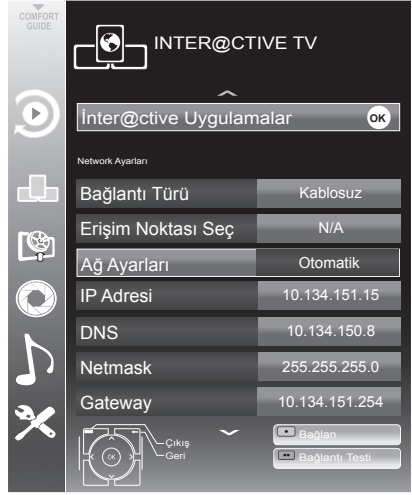 COMFORT
GUIDE
INTER@CTIVE TV
İnter@ctive Uygulamalar OK
Network Ayarları
Bağlantı Türü Kablosuz
Erişim Noktası Seç N/A
Ağ Ayarları Otomatik
IP Adresi 10.134.151.15
DNS 10.134.150.8
Netmask 255.255.255.0
Gateway 10.134.151.254
OK
Çıkış
Geri
Bağlan
Bağlantı Testi